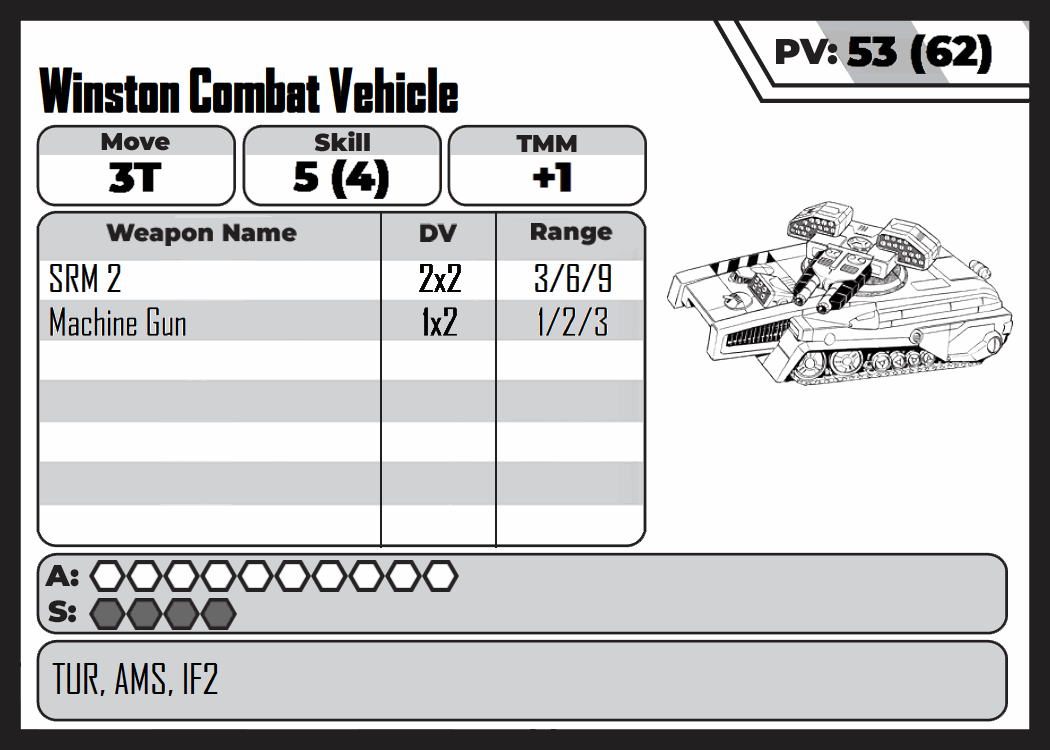 PV: 53 (62)
Winston Combat Vehicle
Move Skill TMM
3T 5 (4) +1
Weapon Name DV Range
SRM 2 2x2 3/6/9
Machine Gun 1x2 1/2/3
A:
S:
TUR, AMS, IF2